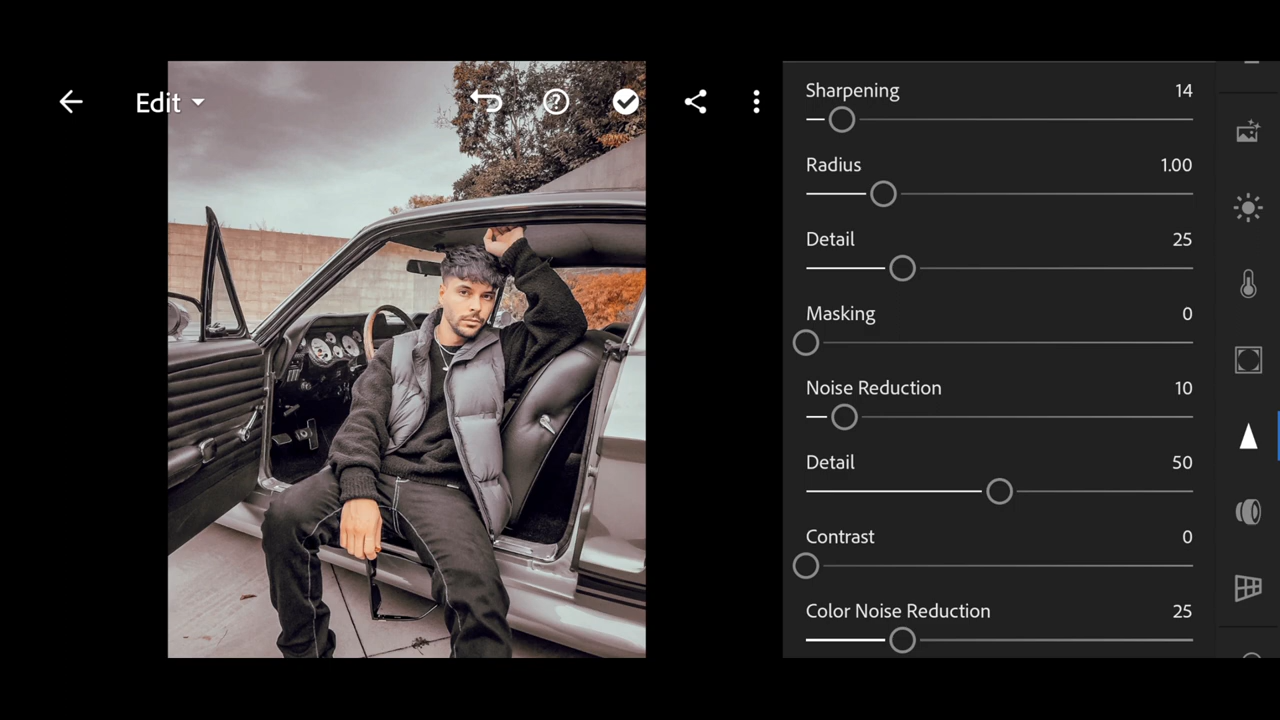 Edit
Sharpening 14
Radius 1.00
Detail 25
Masking 0
Noise Reduction 10
Detail 50
Contrast 0
Color Noise Reduction 25